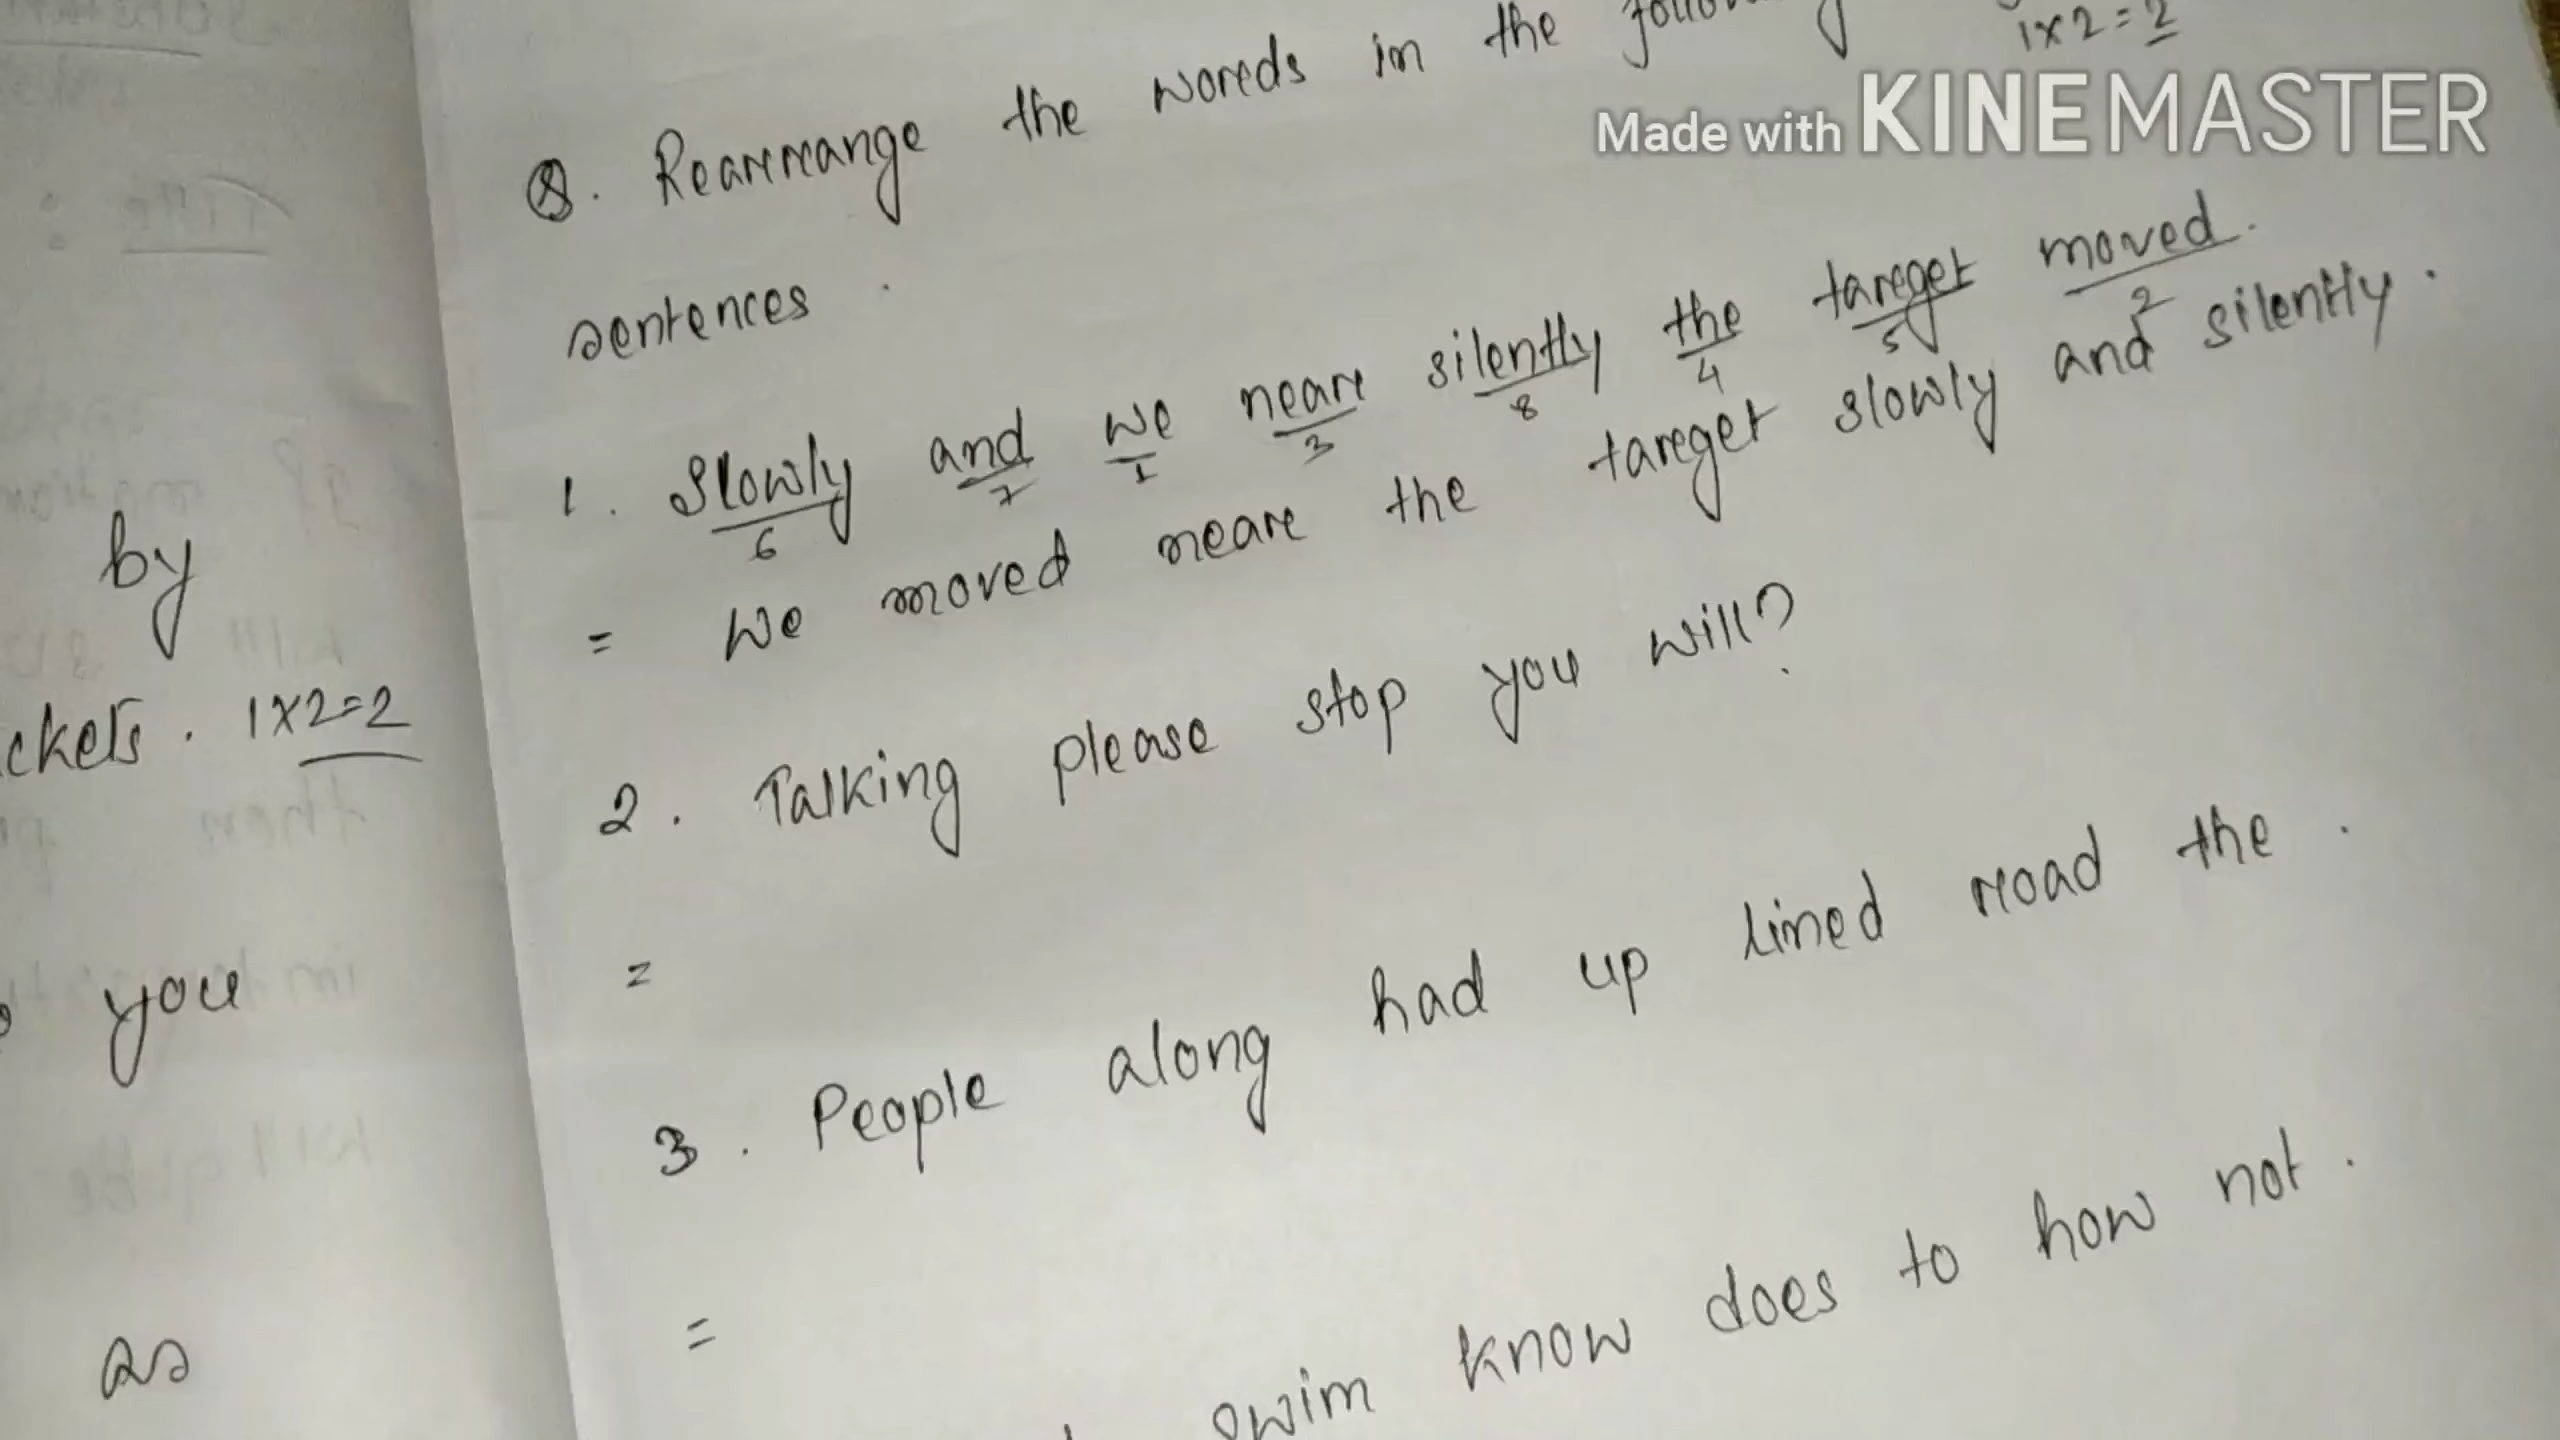 1x2=2
Made with KINEMASTER
Q. Rearrange the words in the
sentences.
1. Slowly and we near silently the target moved.
6 7 1 3 8 4 5 2
= We moved near the target slowly and silently.
2. Talking please stop you will?
=
3. People along had up lined road the.
=
swim know does to how not.
by
1x2=2
you
as